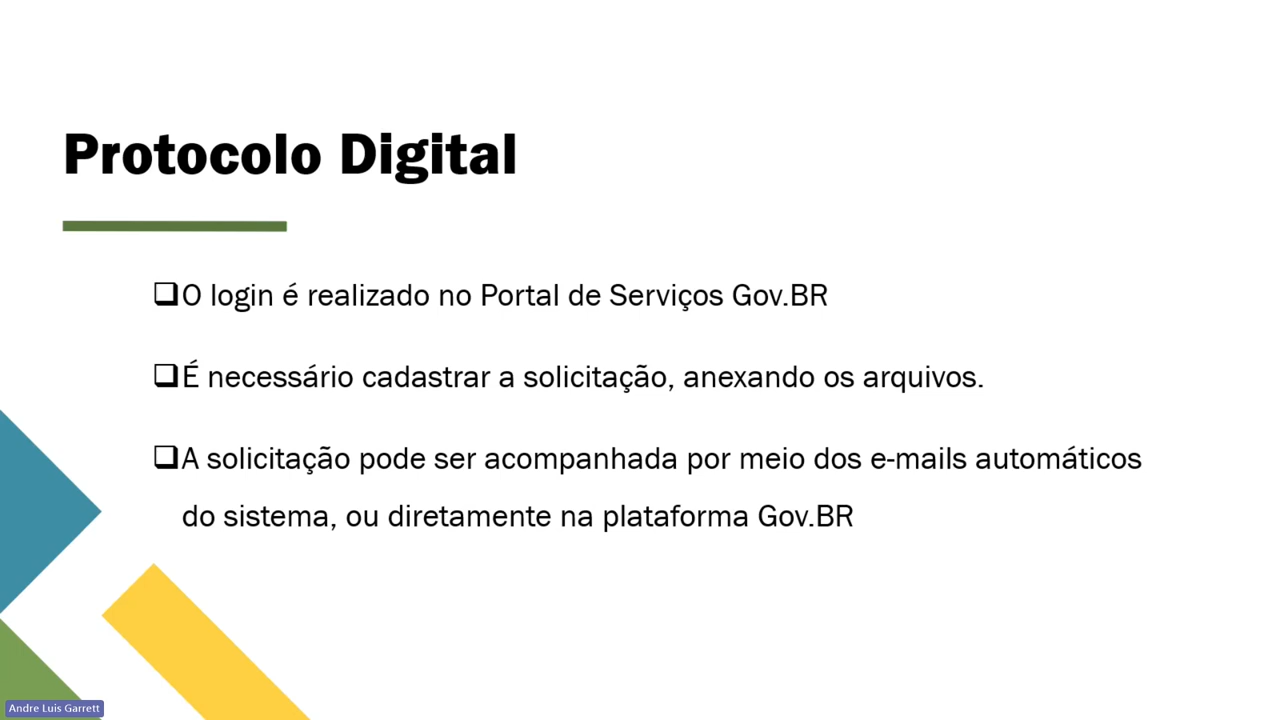 Protocolo Digital
❑O login é realizado no Portal de Serviços Gov.BR
❑É necessário cadastrar a solicitação, anexando os arquivos.
❑A solicitação pode ser acompanhada por meio dos e-mails automáticos
do sistema, ou diretamente na plataforma Gov.BR
Andre Luis Garrett